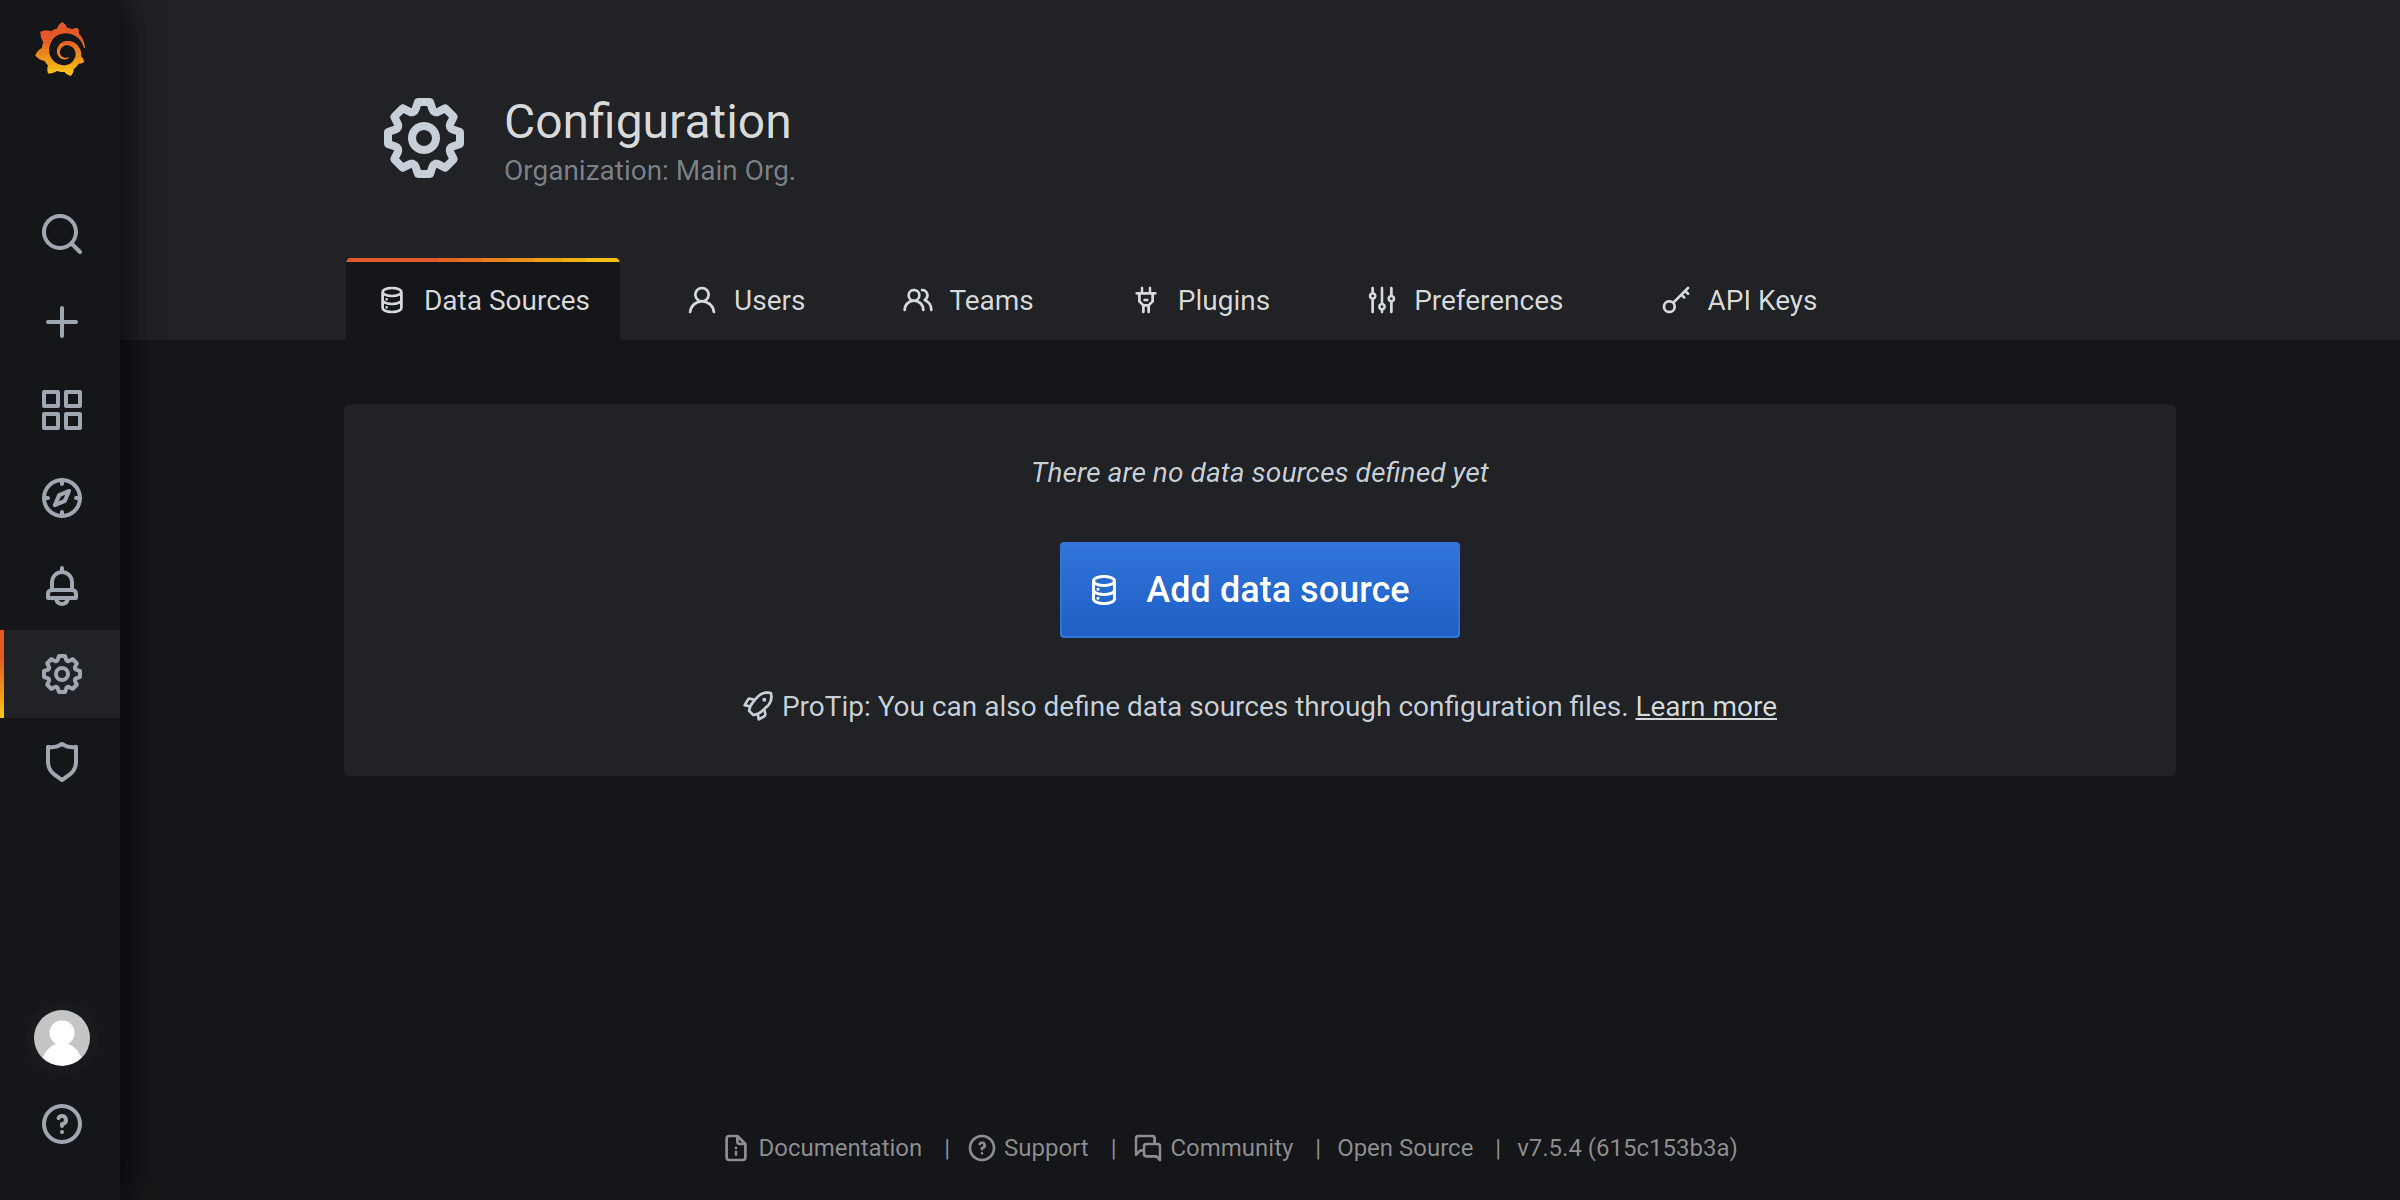 Configuration
Organization: Main Org.
Data Sources
Users
Teams
Plugins
Preferences
API Keys
There are no data sources defined yet
Add data source
ProTip: You can also define data sources through configuration files. Learn more
Documentation | Support | Community | Open Source | v7.5.4 (615c153b3a)